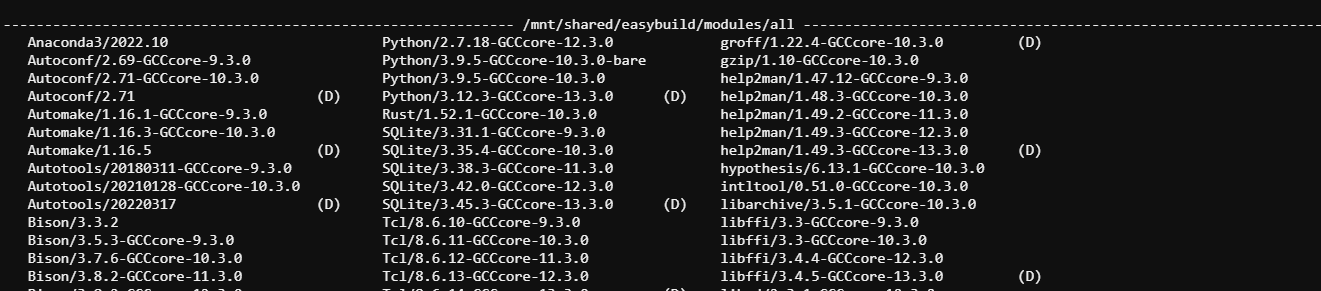 /mnt/shared/easybuild/modules/all
Anaconda3/2022.10 Python/2.7.18-GCCcore-12.3.0 groff/1.22.4-GCCcore-10.3.0 (D)
Autoconf/2.69-GCCcore-9.3.0 Python/3.9.5-GCCcore-10.3.0-bare gzip/1.10-GCCcore-10.3.0
Autoconf/2.71-GCCcore-10.3.0 Python/3.9.5-GCCcore-10.3.0 help2man/1.47.12-GCCcore-9.3.0
Autoconf/2.71 (D) Python/3.12.3-GCCcore-13.3.0 (D) help2man/1.48.3-GCCcore-10.3.0
Automake/1.16.1-GCCcore-9.3.0 Rust/1.52.1-GCCcore-10.3.0 help2man/1.49.2-GCCcore-11.3.0
Automake/1.16.3-GCCcore-10.3.0 SQLite/3.31.1-GCCcore-9.3.0 help2man/1.49.3-GCCcore-12.3.0
Automake/1.16.5 (D) SQLite/3.35.4-GCCcore-10.3.0 help2man/1.49.3-GCCcore-13.3.0 (D)
Autotools/20180311-GCCcore-9.3.0 SQLite/3.38.3-GCCcore-11.3.0 hypothesis/6.13.1-GCCcore-10.3.0
Autotools/20210128-GCCcore-10.3.0 SQLite/3.42.0-GCCcore-12.3.0 intltool/0.51.0-GCCcore-10.3.0
Autotools/20220317 (D) SQLite/3.45.3-GCCcore-13.3.0 (D) libarchive/3.5.1-GCCcore-10.3.0
Bison/3.3.2 Tcl/8.6.10-GCCcore-9.3.0 libffi/3.3-GCCcore-9.3.0
Bison/3.5.3-GCCcore-9.3.0 Tcl/8.6.11-GCCcore-10.3.0 libffi/3.3-GCCcore-10.3.0
Bison/3.7.6-GCCcore-10.3.0 Tcl/8.6.12-GCCcore-11.3.0 libffi/3.4.4-GCCcore-12.3.0
Bison/3.8.2-GCCcore-11.3.0 Tcl/8.6.13-GCCcore-12.3.0 libffi/3.4.5-GCCcore-13.3.0 (D)